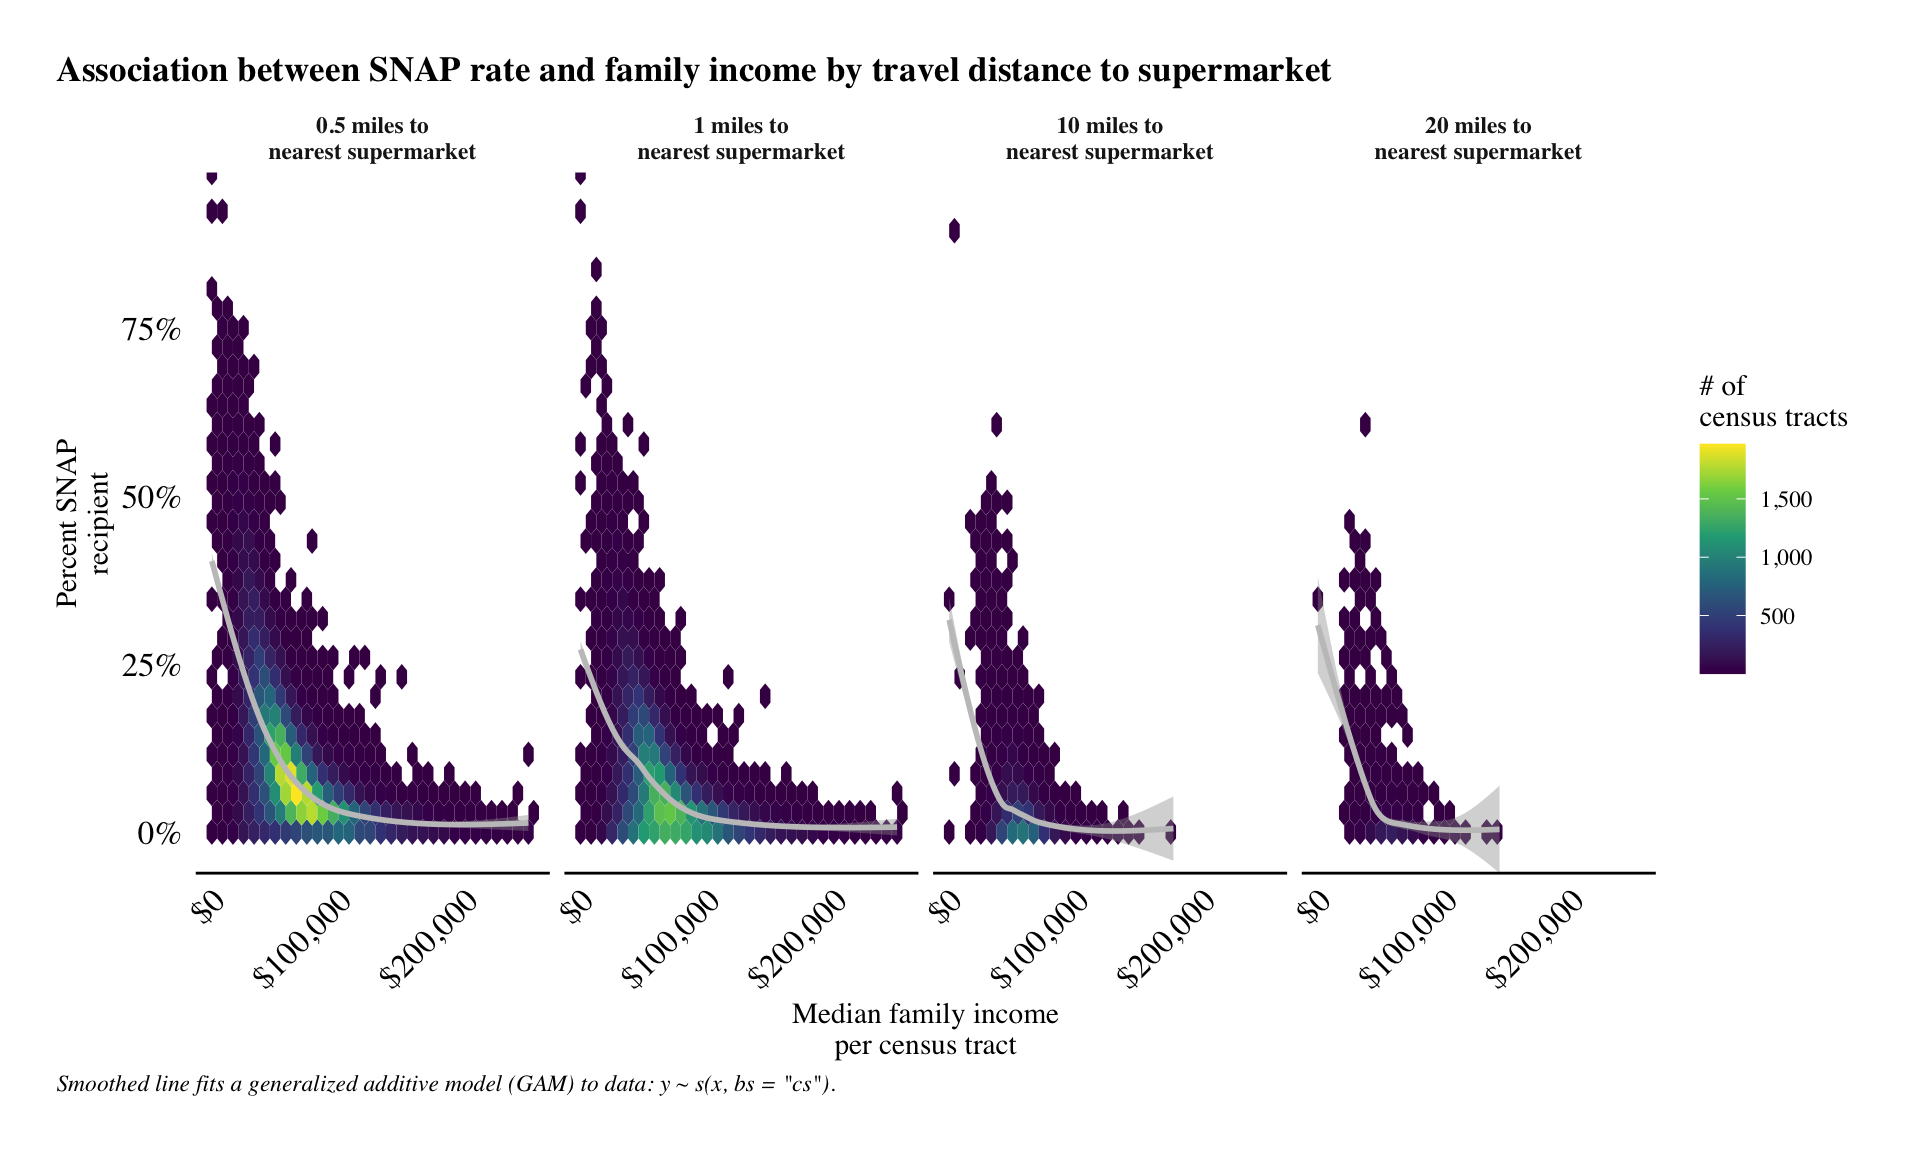 Association between SNAP rate and family income by travel distance to supermarket
0.5 miles to
nearest supermarket
1 miles to
nearest supermarket
10 miles to
nearest supermarket
20 miles to
nearest supermarket
75%
50%
25%
0%
Percent SNAP
recipient
$0
$100,000
$200,000
$0
$100,000
$200,000
$0
$100,000
$200,000
$0
$100,000
$200,000
Median family income
per census tract
# of
census tracts
1,500
1,000
500
Smoothed line fits a generalized additive model (GAM) to data: y ~ s(x, bs = "cs").